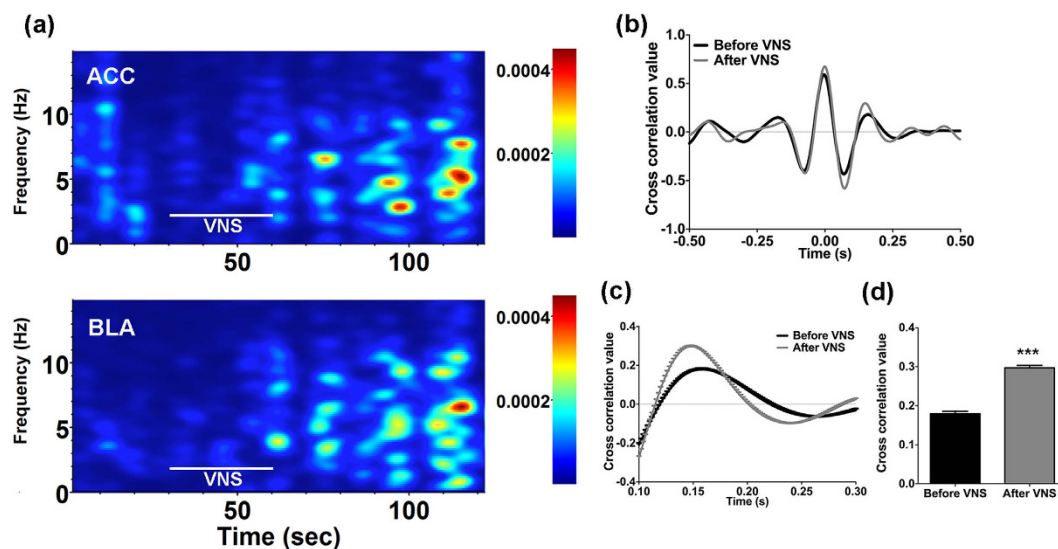 (a)
ACC
Frequency (Hz)
10
5
0
VNS
50
100
0.0004
0.0002
BLA
Frequency (Hz)
10
5
0
VNS
50
100
Time (sec)
0.0004
0.0002
(b)
Before VNS
After VNS
Cross correlation value
1.0
0.5
0.0
-0.5
-1.0
-0.50
-0.25
0.00
0.25
0.50
Time (s)
(c)
Before VNS
After VNS
Cross correlation value
0.4
0.2
0.0
-0.2
-0.4
0.10
0.15
0.20
0.25
0.30
Time (s)
(d)
Cross correlation value
0.4
0.3
0.2
0.1
0.0
***
Before VNS
After VNS